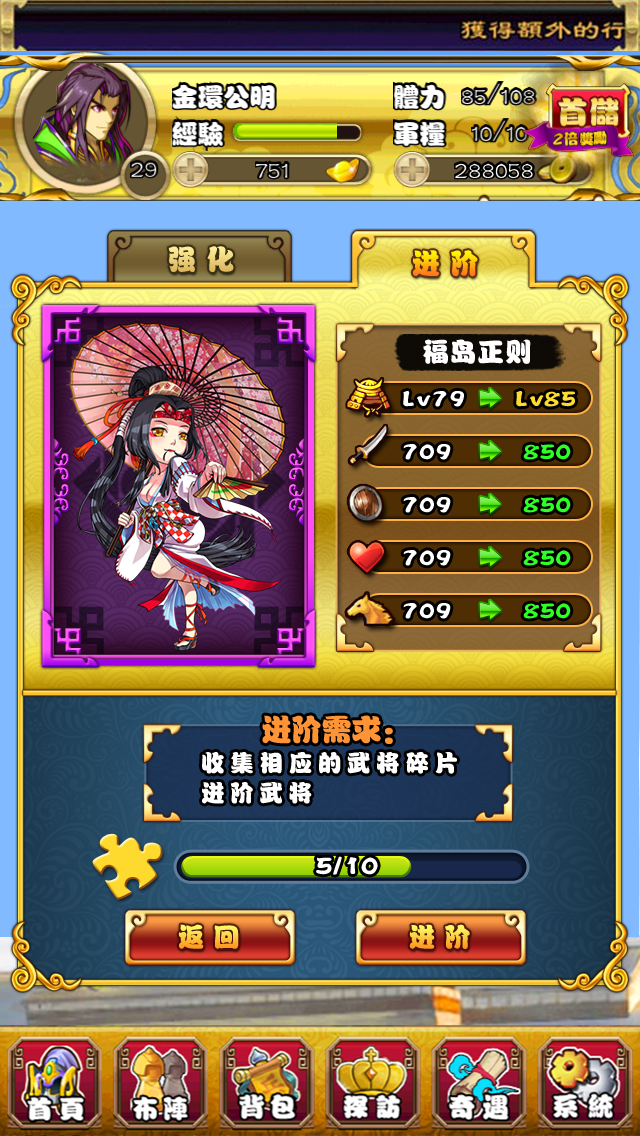 獲得額外的行
金環公明
體力 85/108
首儲
2倍獎勵
經驗
軍糧 10/10
29
751
288058
强化
进阶
福岛正则
Lv79 Lv85
709 850
709 850
709 850
709 850
进阶需求:
收集相应的武将碎片
进阶武将
5/10
返回
进阶
首頁
布陣
背包
探訪
奇遇
系統